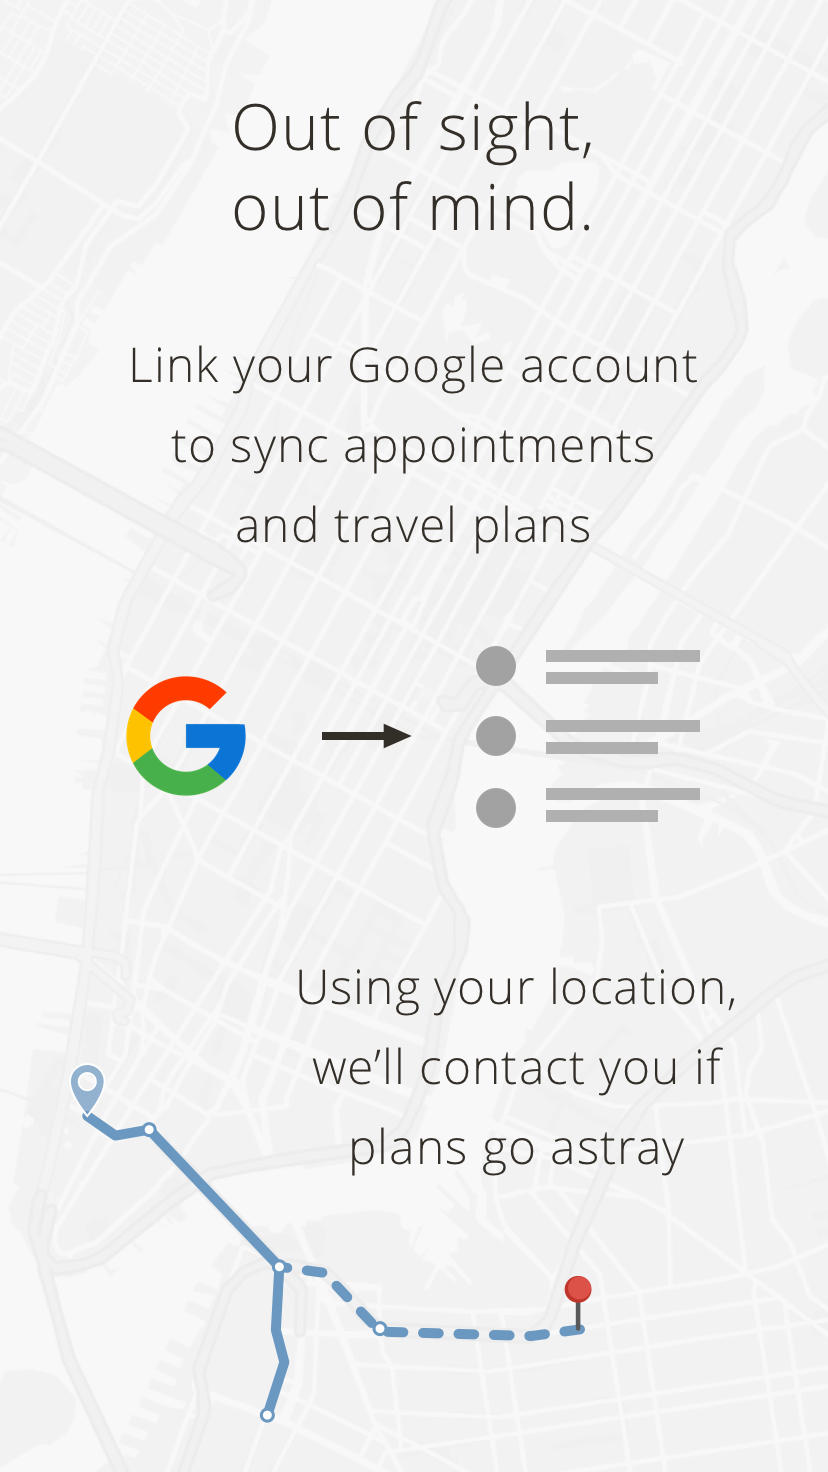 Out of sight,
out of mind.
Link your Google account
to sync appointments
and travel plans
Using your location,
we’ll contact you if
plans go astray